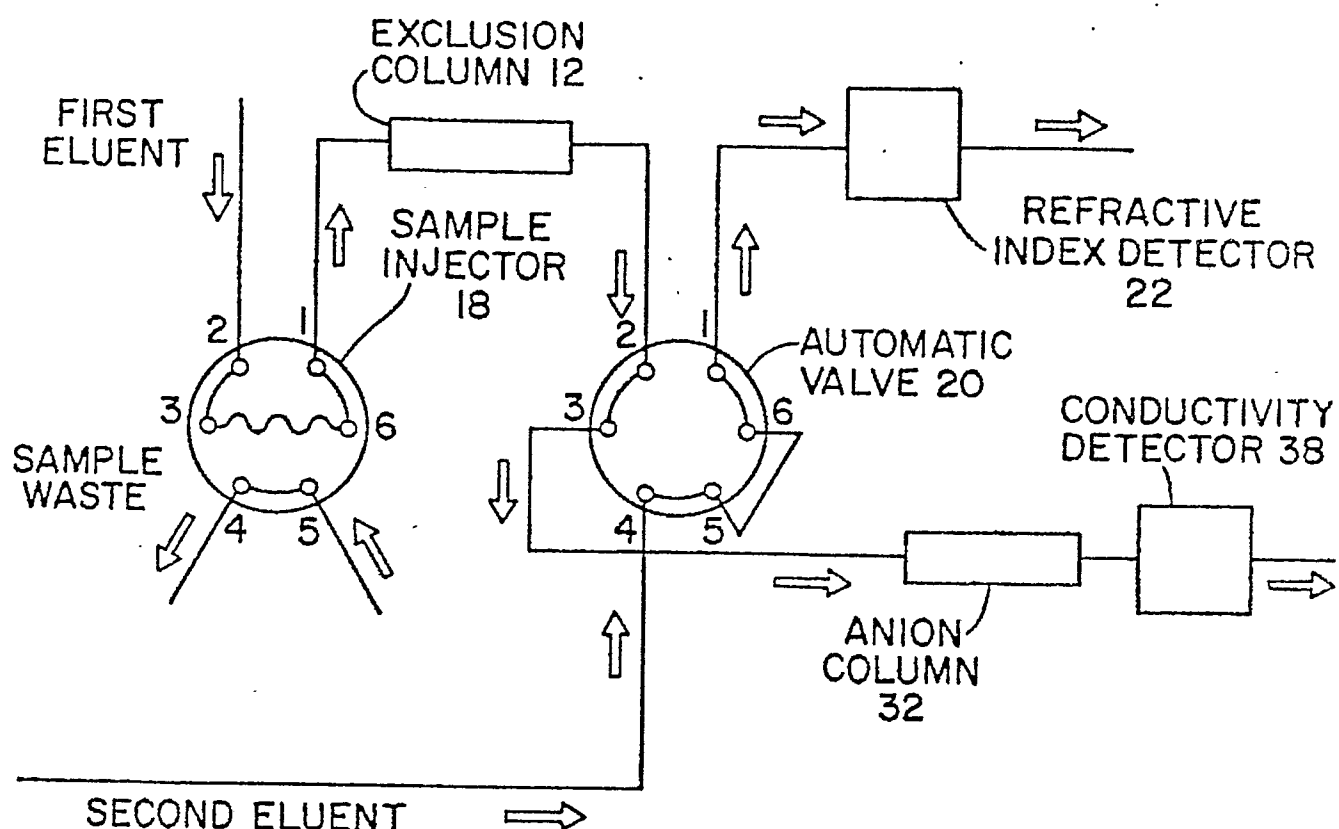 EXCLUSION
COLUMN 12
FIRST
ELUENT
SAMPLE
INJECTOR
18
REFRACTIVE
INDEX DETECTOR
22
2
1
3
6
4
5
SAMPLE
WASTE
2
1
3
6
4
5
AUTOMATIC
VALVE 20
CONDUCTIVITY
DETECTOR 38
ANION
COLUMN
32
SECOND ELUENT